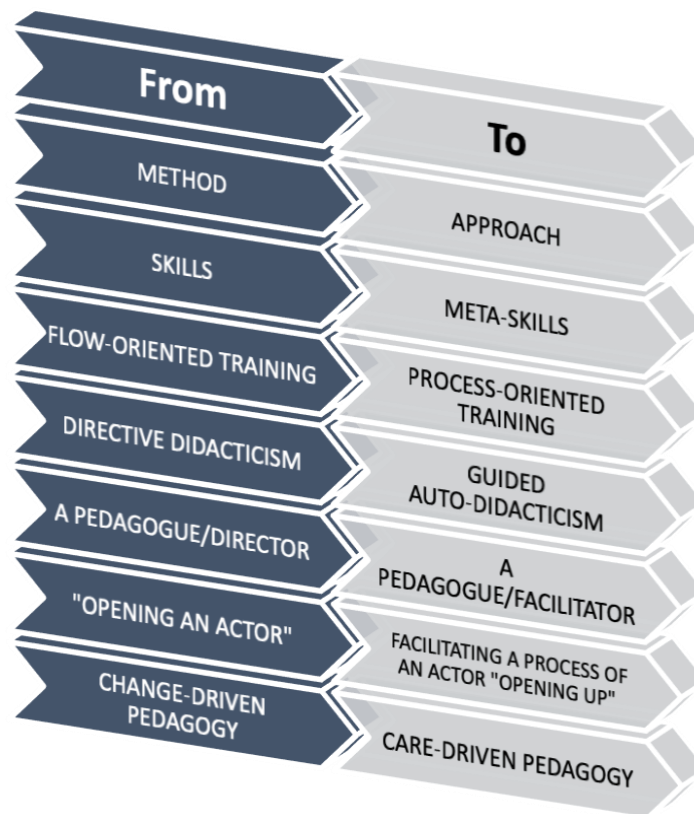 From
To
METHOD
APPROACH
SKILLS
META-SKILLS
FLOW-ORIENTED TRAINING
PROCESS-ORIENTED
TRAINING
DIRECTIVE DIDACTICISM
GUIDED
AUTO-DIDACTICISM
A PEDAGOGUE/DIRECTOR
A
PEDAGOGUE/FACILITATOR
"OPENING AN ACTOR"
FACILITATING A PROCESS OF
AN ACTOR "OPENING UP"
CHANGE-DRIVEN
PEDAGOGY
CARE-DRIVEN PEDAGOGY